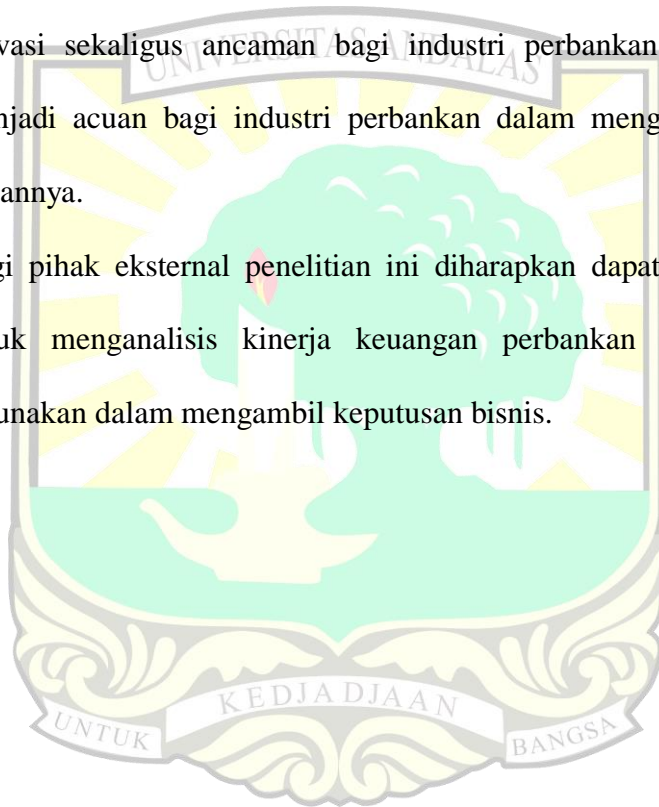 UNIVERSITAS ANDALAS
vasi sekaligus ancaman bagi industri perbankan
njadi acuan bagi industri perbankan dalam meng
annya.
gi pihak eksternal penelitian ini diharapkan dapat
uk menganalisis kinerja keuangan perbankan
unakan dalam mengambil keputusan bisnis.
UNTUK KEDJADJAAN BANGSA